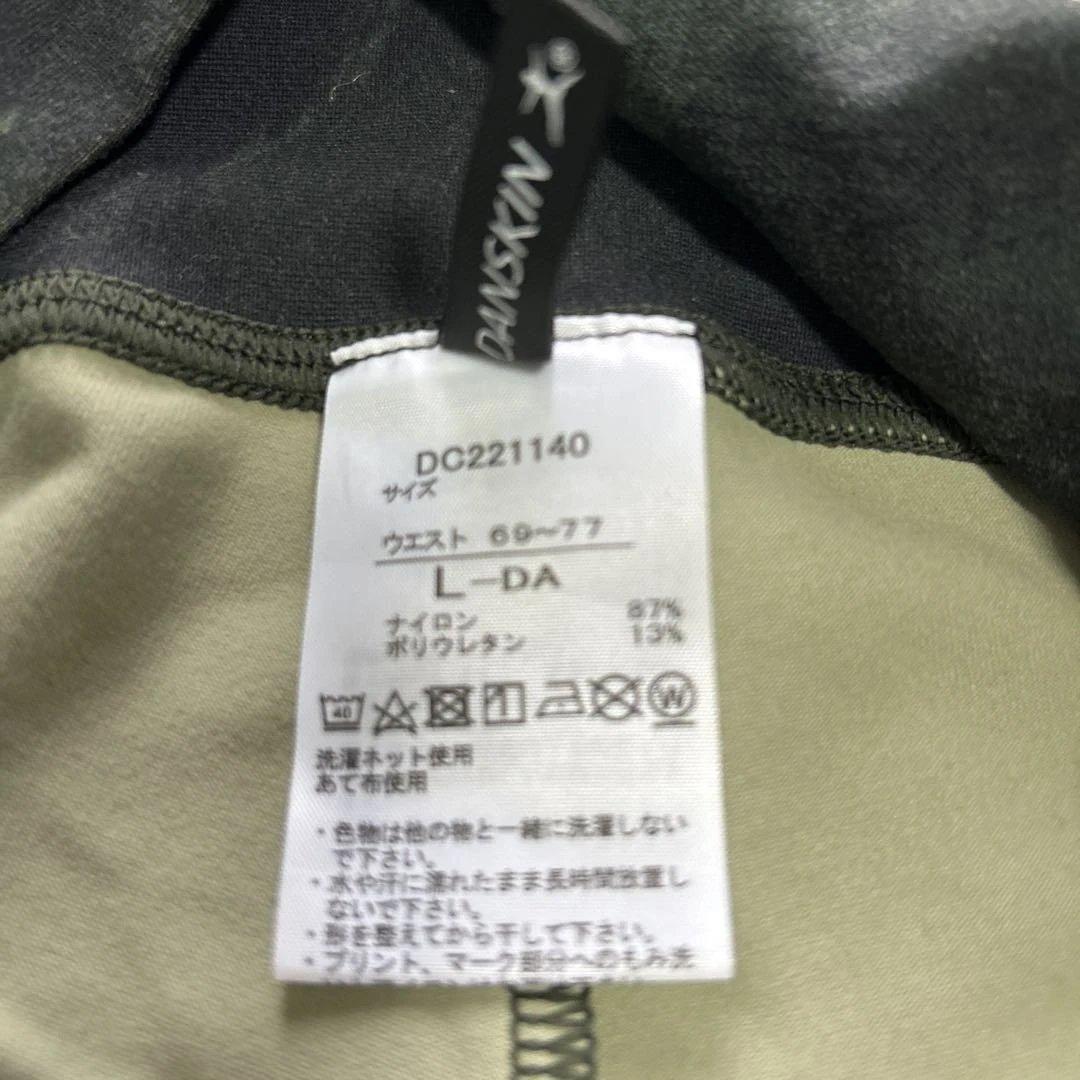 DANSKIN
DC221140
サイズ
ウエスト 69～77
L-DA
ナイロン 87%
ポリウレタン 13%
40
W
洗濯ネット使用
あて布使用
・色物は他の物と一緒に洗濯しない
で下さい。
・水や汗に濡れたまま長時間放置し
ないで下さい。
・形を整えてから干して下さい。
・プリント、マーク部分へのもみ洗